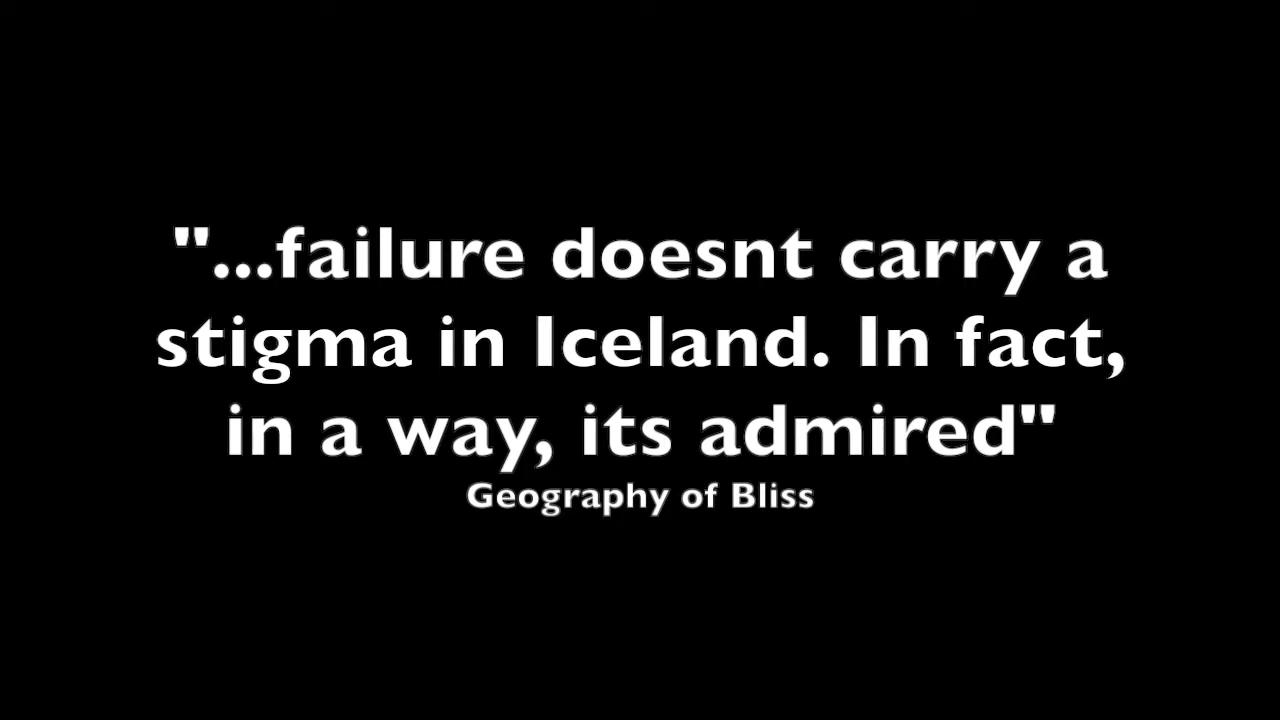 "...failure doesnt carry a
stigma in Iceland. In fact,
in a way, its admired"
Geography of Bliss